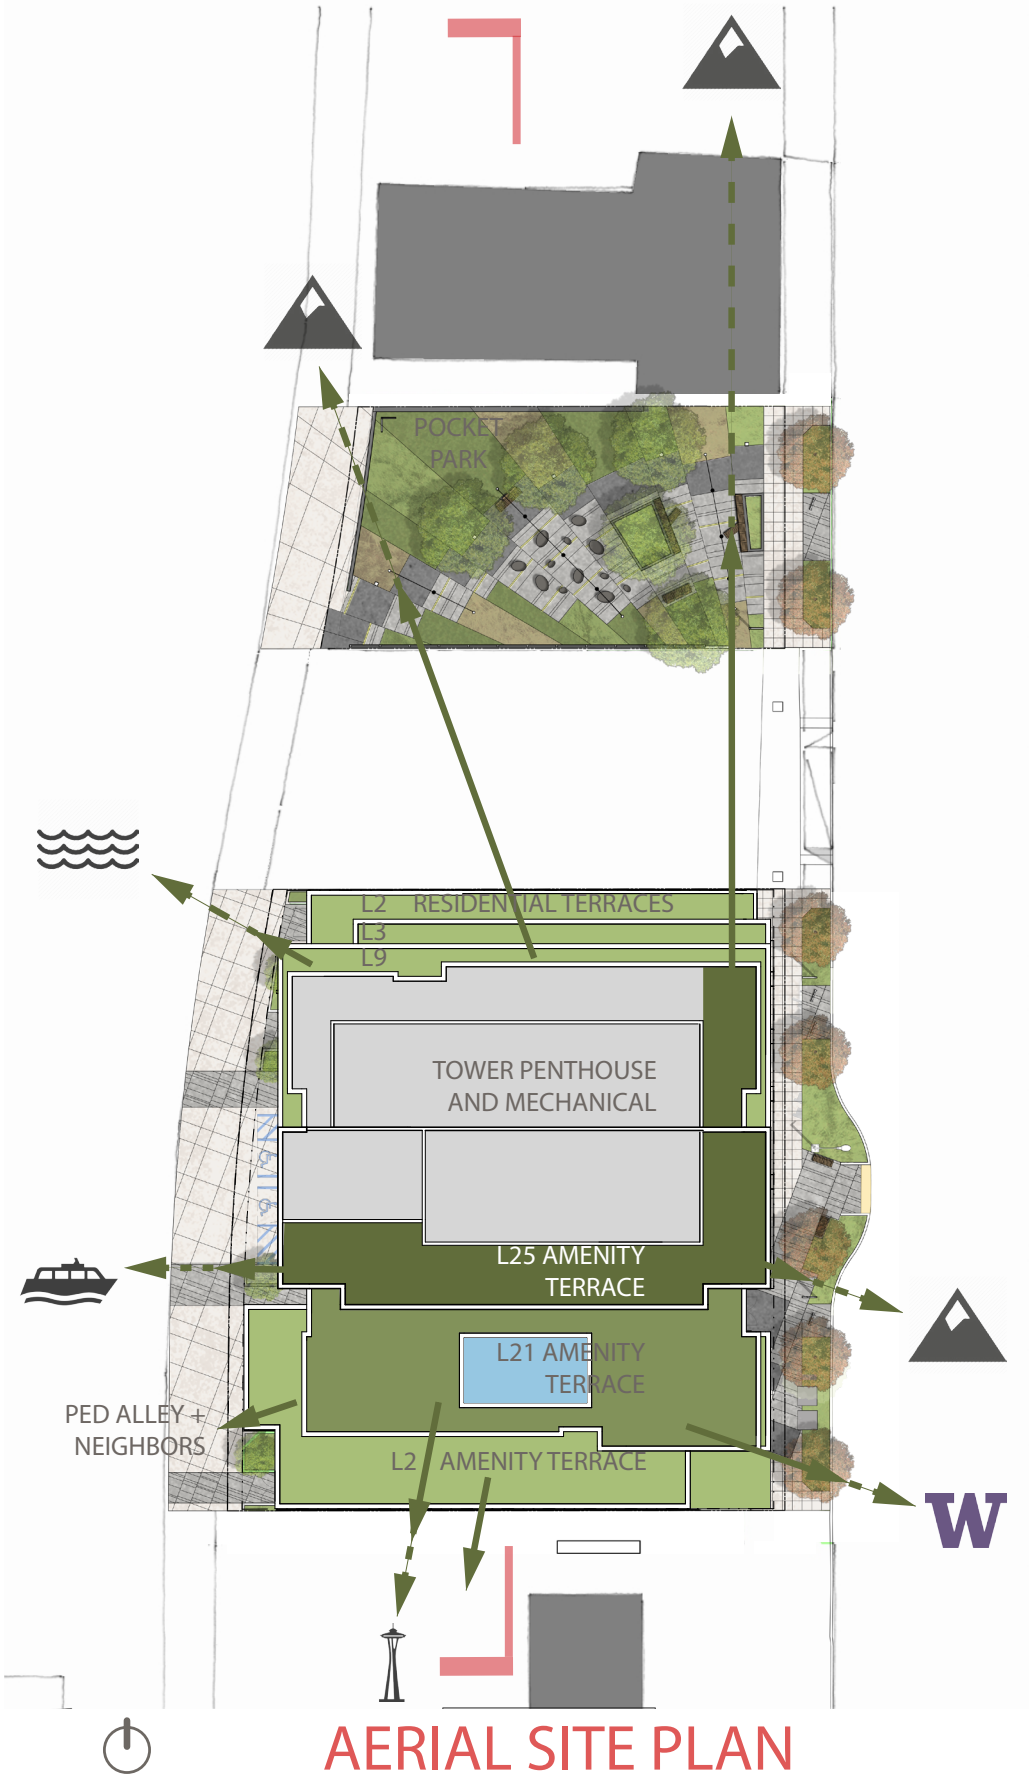 POCKET
PARK
L2 RESIDENTIAL TERRACES
L3
L9
TOWER PENTHOUSE
AND MECHANICAL
L25 AMENITY
TERRACE
L21 AMENITY
TERRACE
PED ALLEY +
NEIGHBORS
L2 AMENITY TERRACE
W
AERIAL SITE PLAN